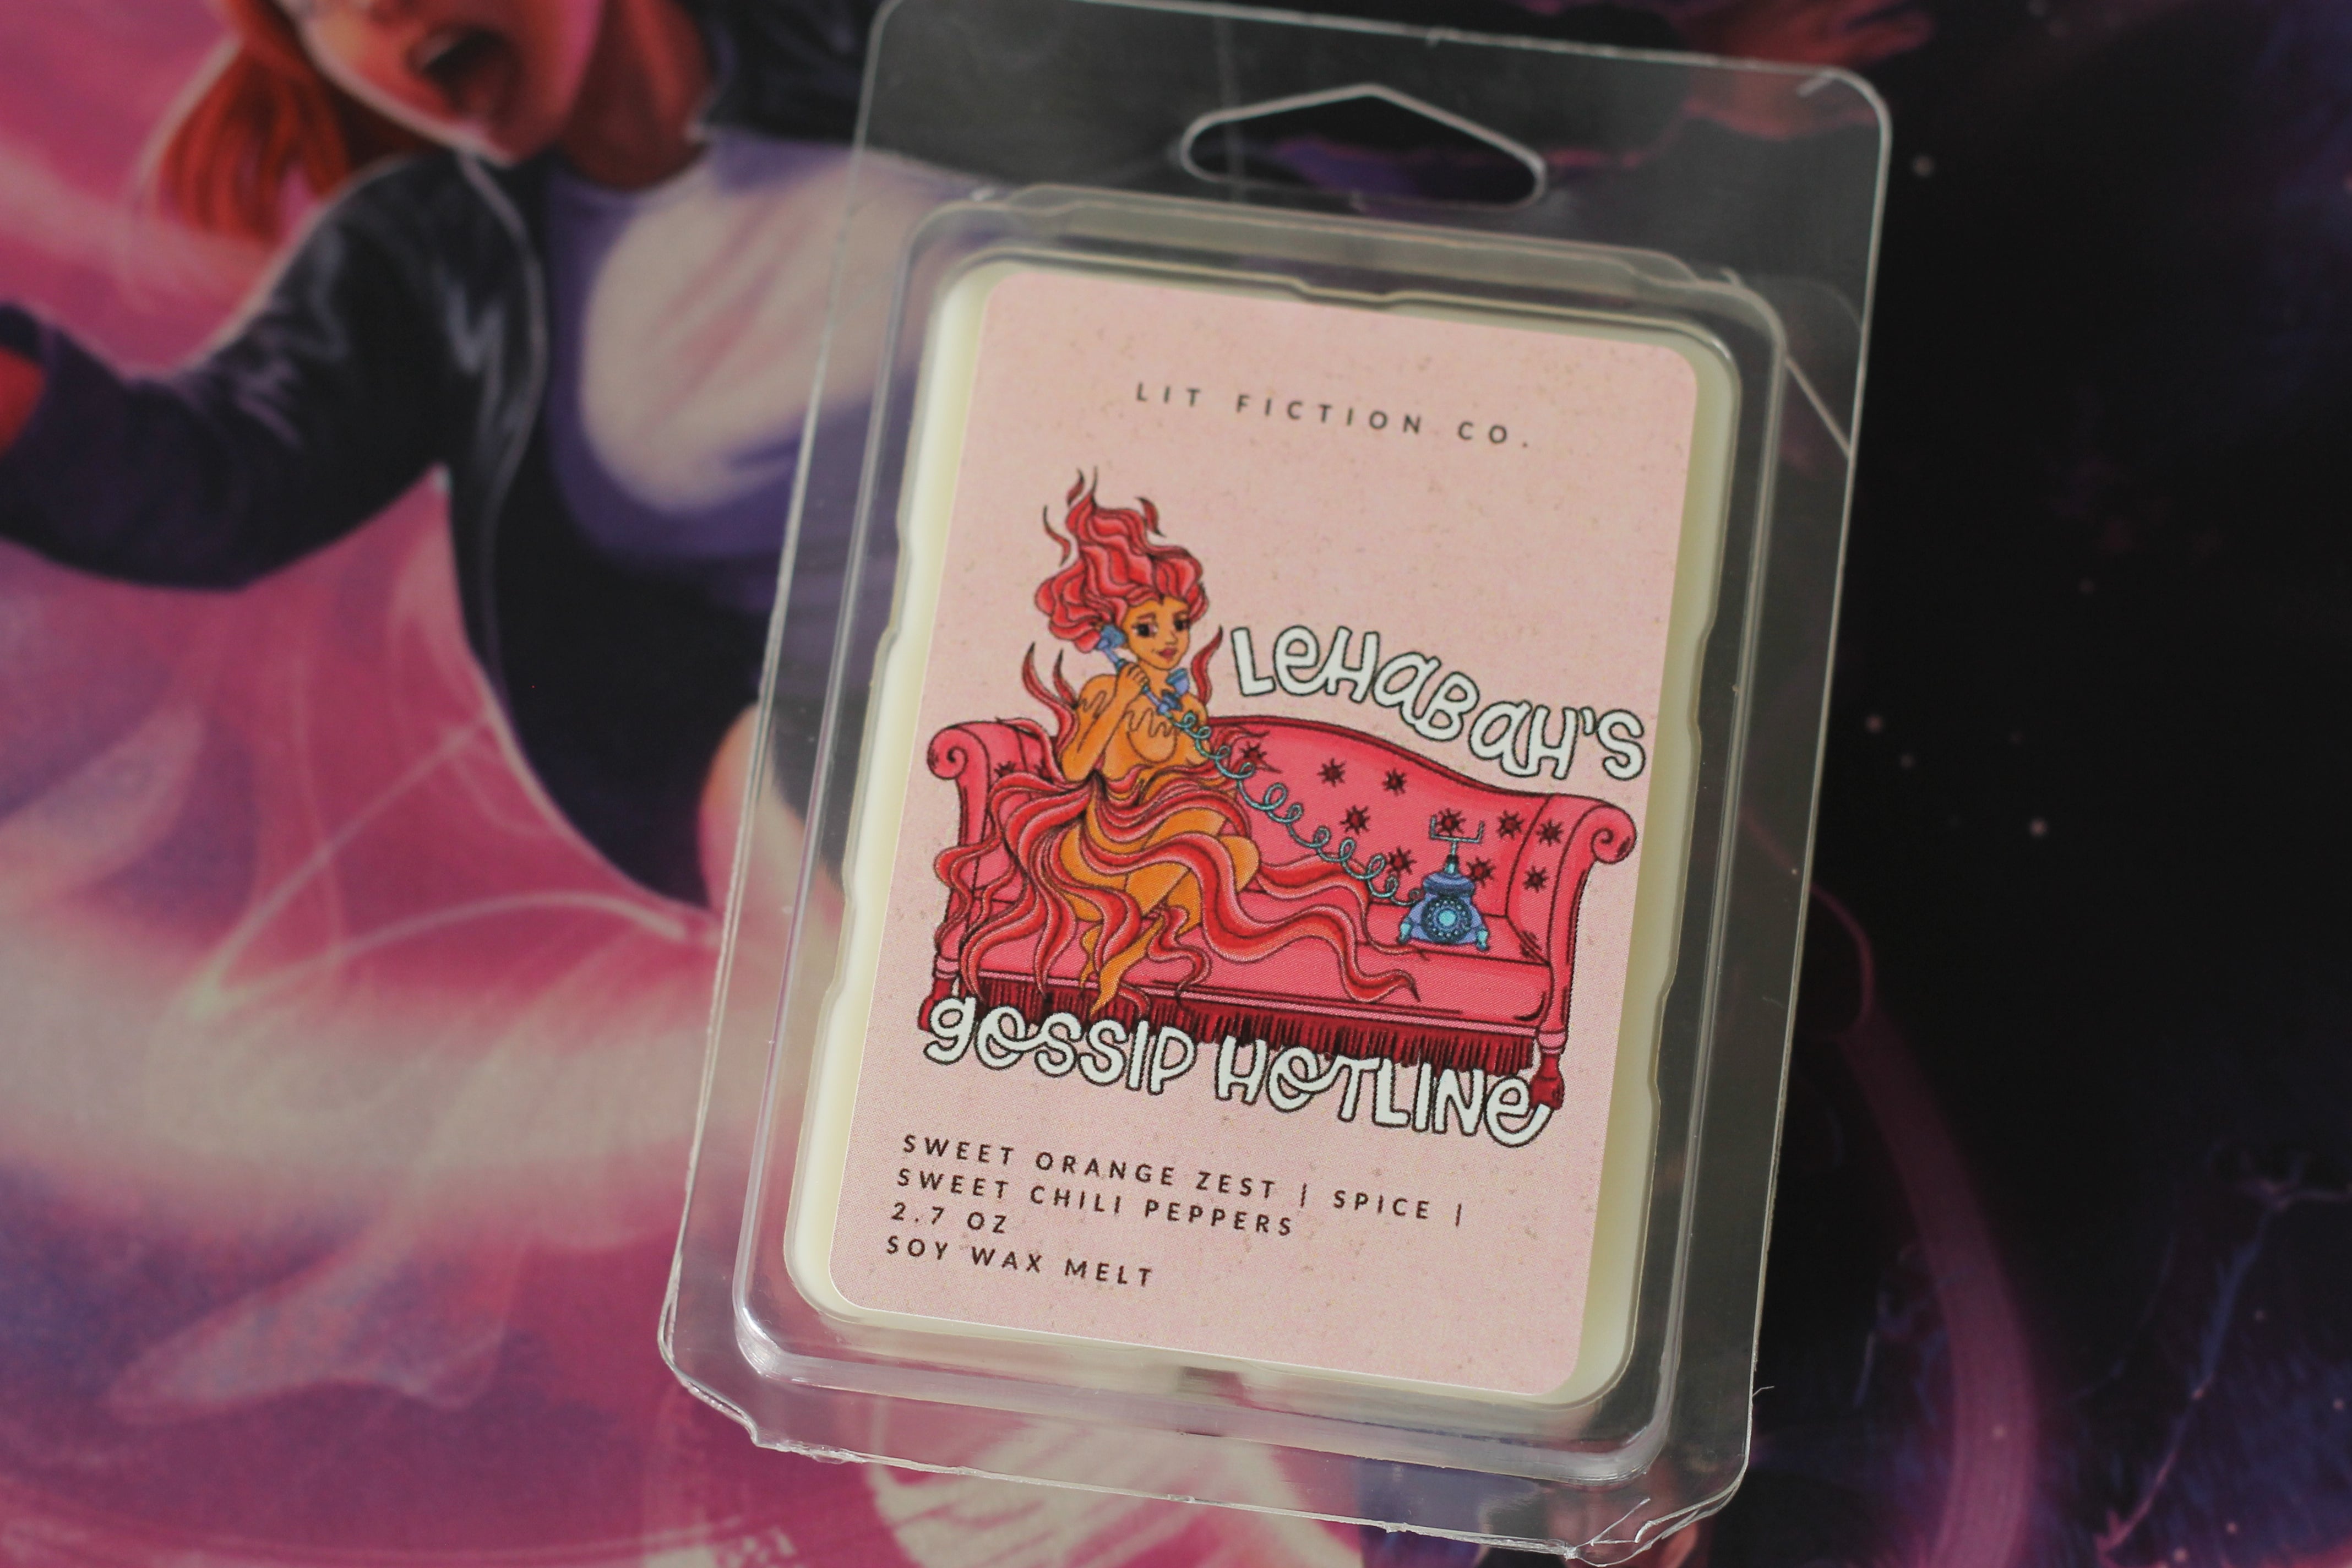 LIT FICTION CO.
LEHABAH'S
gOSSIP HOTLINE
SWEET ORANGE ZEST | SPICE |
SWEET CHILI PEPPERS
2.7 OZ
SOY WAX MELT